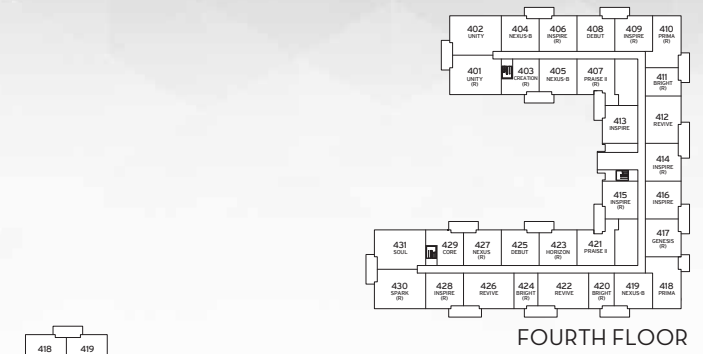 402
UNITY
404
NEXUS-B
406
INSPIRE
(R)
408
DEBUT
409
INSPIRE
(R)
410
PRIMA
(R)
401
UNITY
(R)
403
CREATION
(R)
405
NEXUS-B
407
PRAISE II
(R)
411
BRIGHT
(R)
413
INSPIRE
412
REVIVE
414
INSPIRE
(R)
415
INSPIRE
(R)
416
INSPIRE
417
GENESIS
(R)
431
SOUL
429
CORE
427
NEXUS
(R)
425
DEBUT
423
HORIZON
(R)
421
PRAISE II
430
SPARK
(R)
428
INSPIRE
(R)
426
REVIVE
424
BRIGHT
(R)
422
REVIVE
420
BRIGHT
(R)
419
NEXUS-B
418
PRIMA
FOURTH FLOOR
418
419